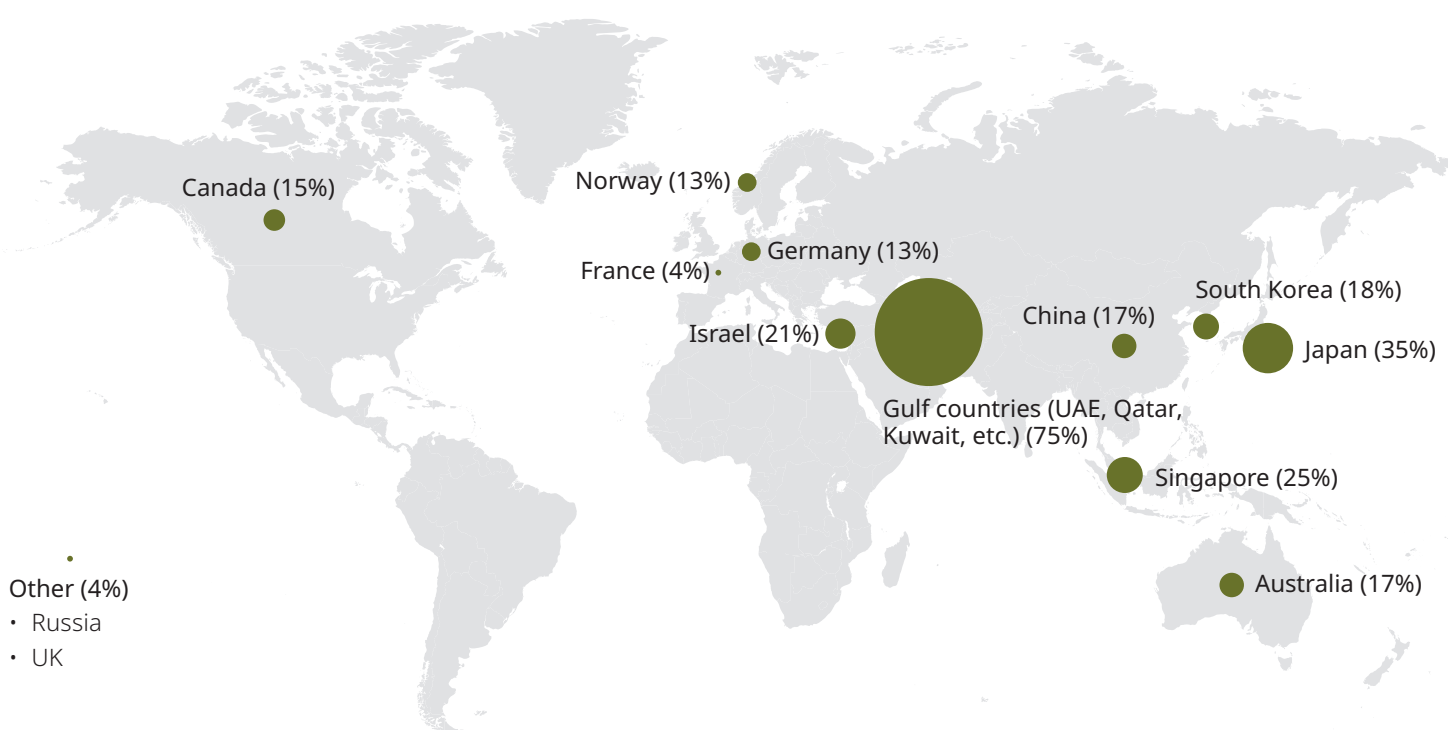 Canada (15%)
Norway (13%)
Germany (13%)
France (4%)
South Korea (18%)
China (17%)
Israel (21%)
Japan (35%)
Gulf countries (UAE, Qatar,
Kuwait, etc.) (75%)
Singapore (25%)
Australia (17%)
Other (4%)
• Russia
• UK